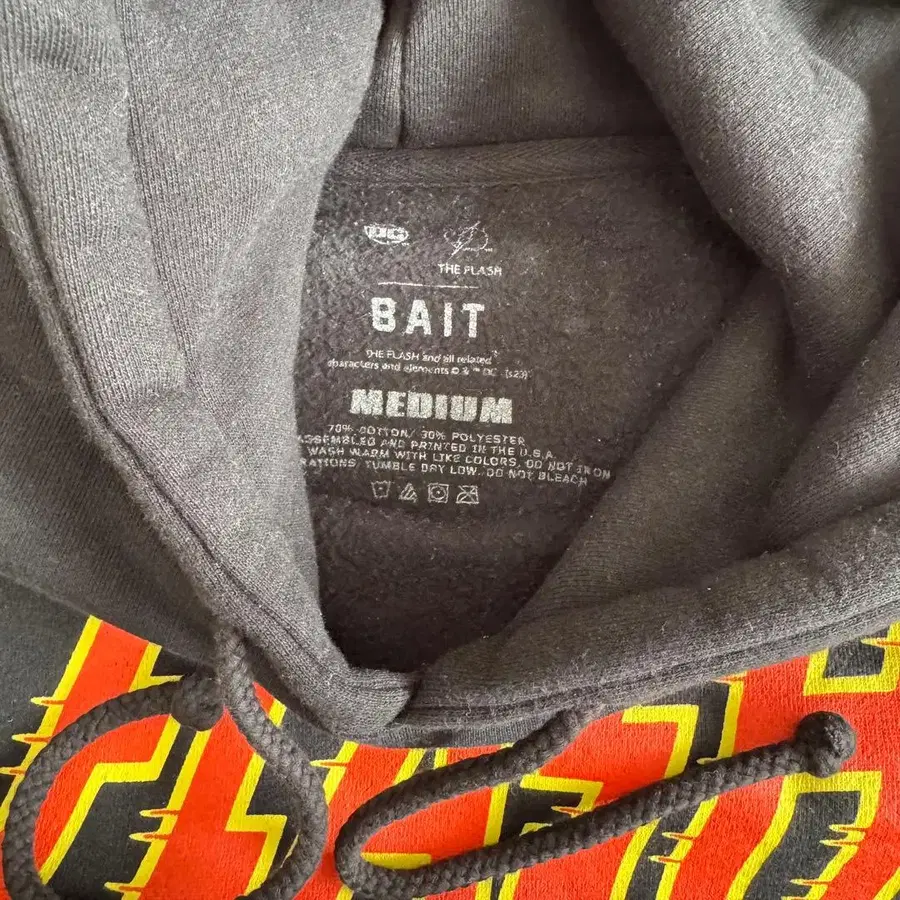 DC
THE FLASH
BAIT
THE FLASH and all related
characters and elements © & ™ DC (s23)
MEDIUM
70% COTTON/ 30% POLYESTER
ASSEMBLED AND PRINTED IN THE U.S.A.
WASH WARM WITH LIKE COLORS, DO NOT IRON
RATIONS, TUMBLE DRY LOW, DO NOT BLEACH